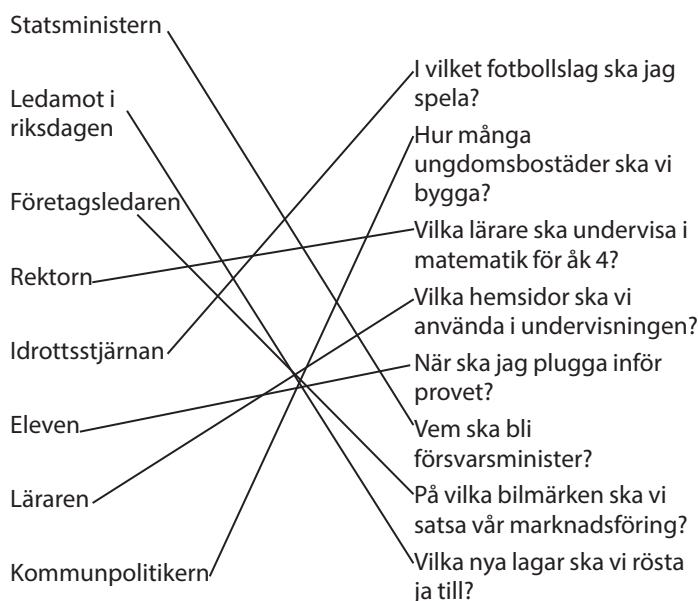 Statsministern
Ledamot i
riksdagen
Företagsledaren
Rektorn
Idrottsstjärnan
Eleven
Läraren
Kommunpolitikern
I vilket fotbollslag ska jag
spela?
Hur många
ungdomsbostäder ska vi
bygga?
Vilka lärare ska undervisa i
matematik för åk 4?
Vilka hemsidor ska vi
använda i undervisningen?
När ska jag plugga inför
provet?
Vem ska bli
försvarsminister?
På vilka bilmärken ska vi
satsa vår marknadsföring?
Vilka nya lagar ska vi rösta
ja till?